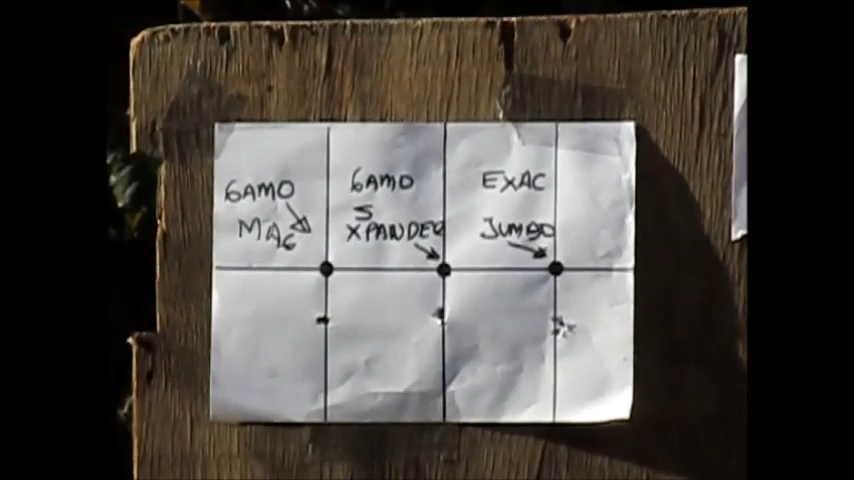 GAMO
MAG
GAMO
S
XPANDER
EXAC
JUMBO